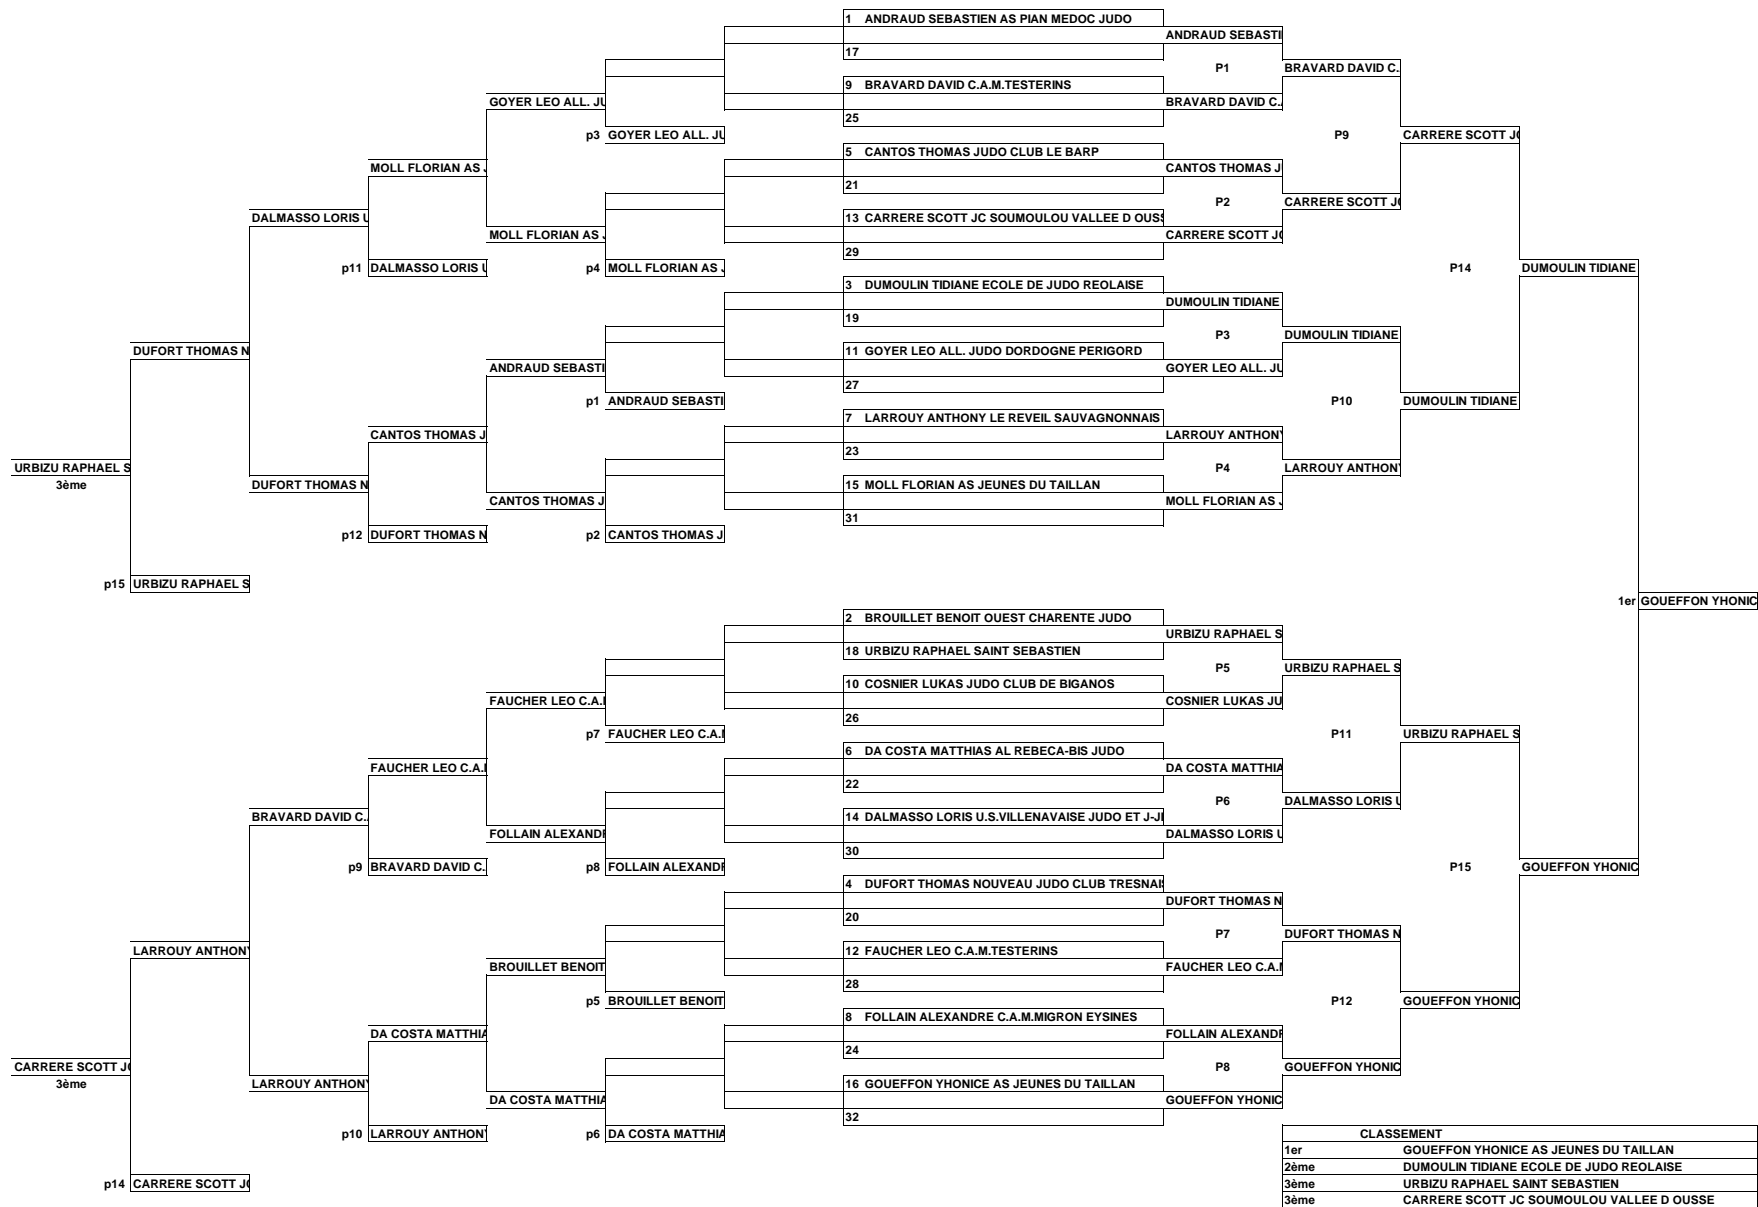 1 ANDRAUD SEBASTIEN AS PIAN MEDOC JUDO
ANDRAUD SEBASTI
17
P1 BRAVARD DAVID C.
9 BRAVARD DAVID C.A.M.TESTERINS
GOYER LEO ALL. JU BRAVARD DAVID C.
25
p3 GOYER LEO ALL. JU P9 CARRERE SCOTT JC
5 CANTOS THOMAS JUDO CLUB LE BARP
MOLL FLORIAN AS CANTOS THOMAS J
21
P2 CARRERE SCOTT JC
DALMASSO LORIS U 13 CARRERE SCOTT JC SOUMOULOU VALLEE D OUSS
MOLL FLORIAN AS CARRERE SCOTT JC
29
p11 DALMASSO LORIS U p4 MOLL FLORIAN AS P14 DUMOULIN TIDIANE
3 DUMOULIN TIDIANE ECOLE DE JUDO REOLAISE
DUMOULIN TIDIANE
19
P3 DUMOULIN TIDIANE
DUFORT THOMAS N 11 GOYER LEO ALL. JUDO DORDOGNE PERIGORD
ANDRAUD SEBASTI GOYER LEO ALL. JU
27
p1 ANDRAUD SEBASTI P10 DUMOULIN TIDIANE
7 LARROUY ANTHONY LE REVEIL SAUVAGNONNAIS
CANTOS THOMAS J LARROUY ANTHONY
23
URBIZU RAPHAEL S P4 LARROUY ANTHONY
3ème DUFORT THOMAS N 15 MOLL FLORIAN AS JEUNES DU TAILLAN
CANTOS THOMAS J MOLL FLORIAN AS
31
p12 DUFORT THOMAS N p2 CANTOS THOMAS J
p15 URBIZU RAPHAEL S
1er GOUEFFON YHONIC
2 BROUILLET BENOIT OUEST CHARENTE JUDO
URBIZU RAPHAEL S
18 URBIZU RAPHAEL SAINT SEBASTIEN
P5 URBIZU RAPHAEL S
10 COSNIER LUKAS JUDO CLUB DE BIGANOS
FAUCHER LEO C.A. COSNIER LUKAS JU
26
p7 FAUCHER LEO C.A. P11 URBIZU RAPHAEL S
6 DA COSTA MATTHIAS AL REBECA-BIS JUDO
FAUCHER LEO C.A. DA COSTA MATTHIA
22
P6 DALMASSO LORIS U
BRAVARD DAVID C. 14 DALMASSO LORIS U.S.VILLENAVAISE JUDO ET J-J
FOLLAIN ALEXANDR DALMASSO LORIS U
30
p9 BRAVARD DAVID C. p8 FOLLAIN ALEXANDR P15 GOUEFFON YHONIC
4 DUFORT THOMAS NOUVEAU JUDO CLUB TRESNAIS
DUFORT THOMAS N
20
P7 DUFORT THOMAS N
LARROUY ANTHONY 12 FAUCHER LEO C.A.M.TESTERINS
BROUILLET BENOIT FAUCHER LEO C.A.
28
p5 BROUILLET BENOIT P12 GOUEFFON YHONIC
8 FOLLAIN ALEXANDRE C.A.M.MIGRON EYSINES
DA COSTA MATTHIA FOLLAIN ALEXANDR
24
CARRERE SCOTT JC P8 GOUEFFON YHONIC
3ème LARROUY ANTHONY 16 GOUEFFON YHONICE AS JEUNES DU TAILLAN
DA COSTA MATTHIA GOUEFFON YHONIC
32
p10 LARROUY ANTHONY p6 DA COSTA MATTHIA CLASSEMENT
1er GOUEFFON YHONICE AS JEUNES DU TAILLAN
2ème DUMOULIN TIDIANE ECOLE DE JUDO REOLAISE
p14 CARRERE SCOTT JC 3ème URBIZU RAPHAEL SAINT SEBASTIEN
3ème CARRERE SCOTT JC SOUMOULOU VALLEE D OUSSE